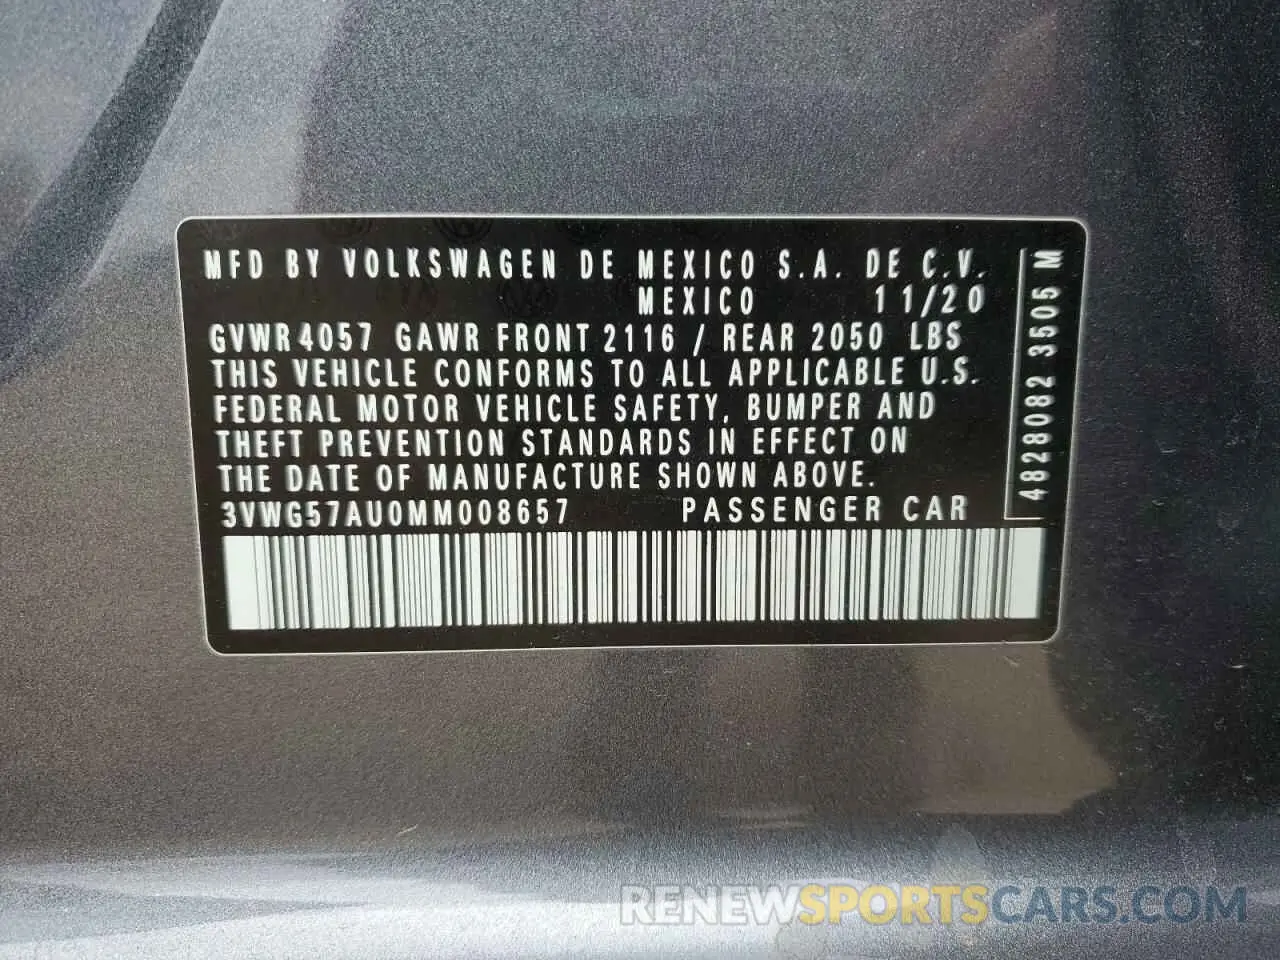 MFD BY VOLKSWAGEN DE MEXICO S.A. DE C.V.
MEXICO 11/20
GVWR 4057 GAWR FRONT 2116 / REAR 2050 LBS
THIS VEHICLE CONFORMS TO ALL APPLICABLE U.S.
FEDERAL MOTOR VEHICLE SAFETY, BUMPER AND
THEFT PREVENTION STANDARDS IN EFFECT ON
THE DATE OF MANUFACTURE SHOWN ABOVE.
3VWG57AU0MM008657 PASSENGER CAR
4828082 3505 M
RENEWSPORTSCARS.COM